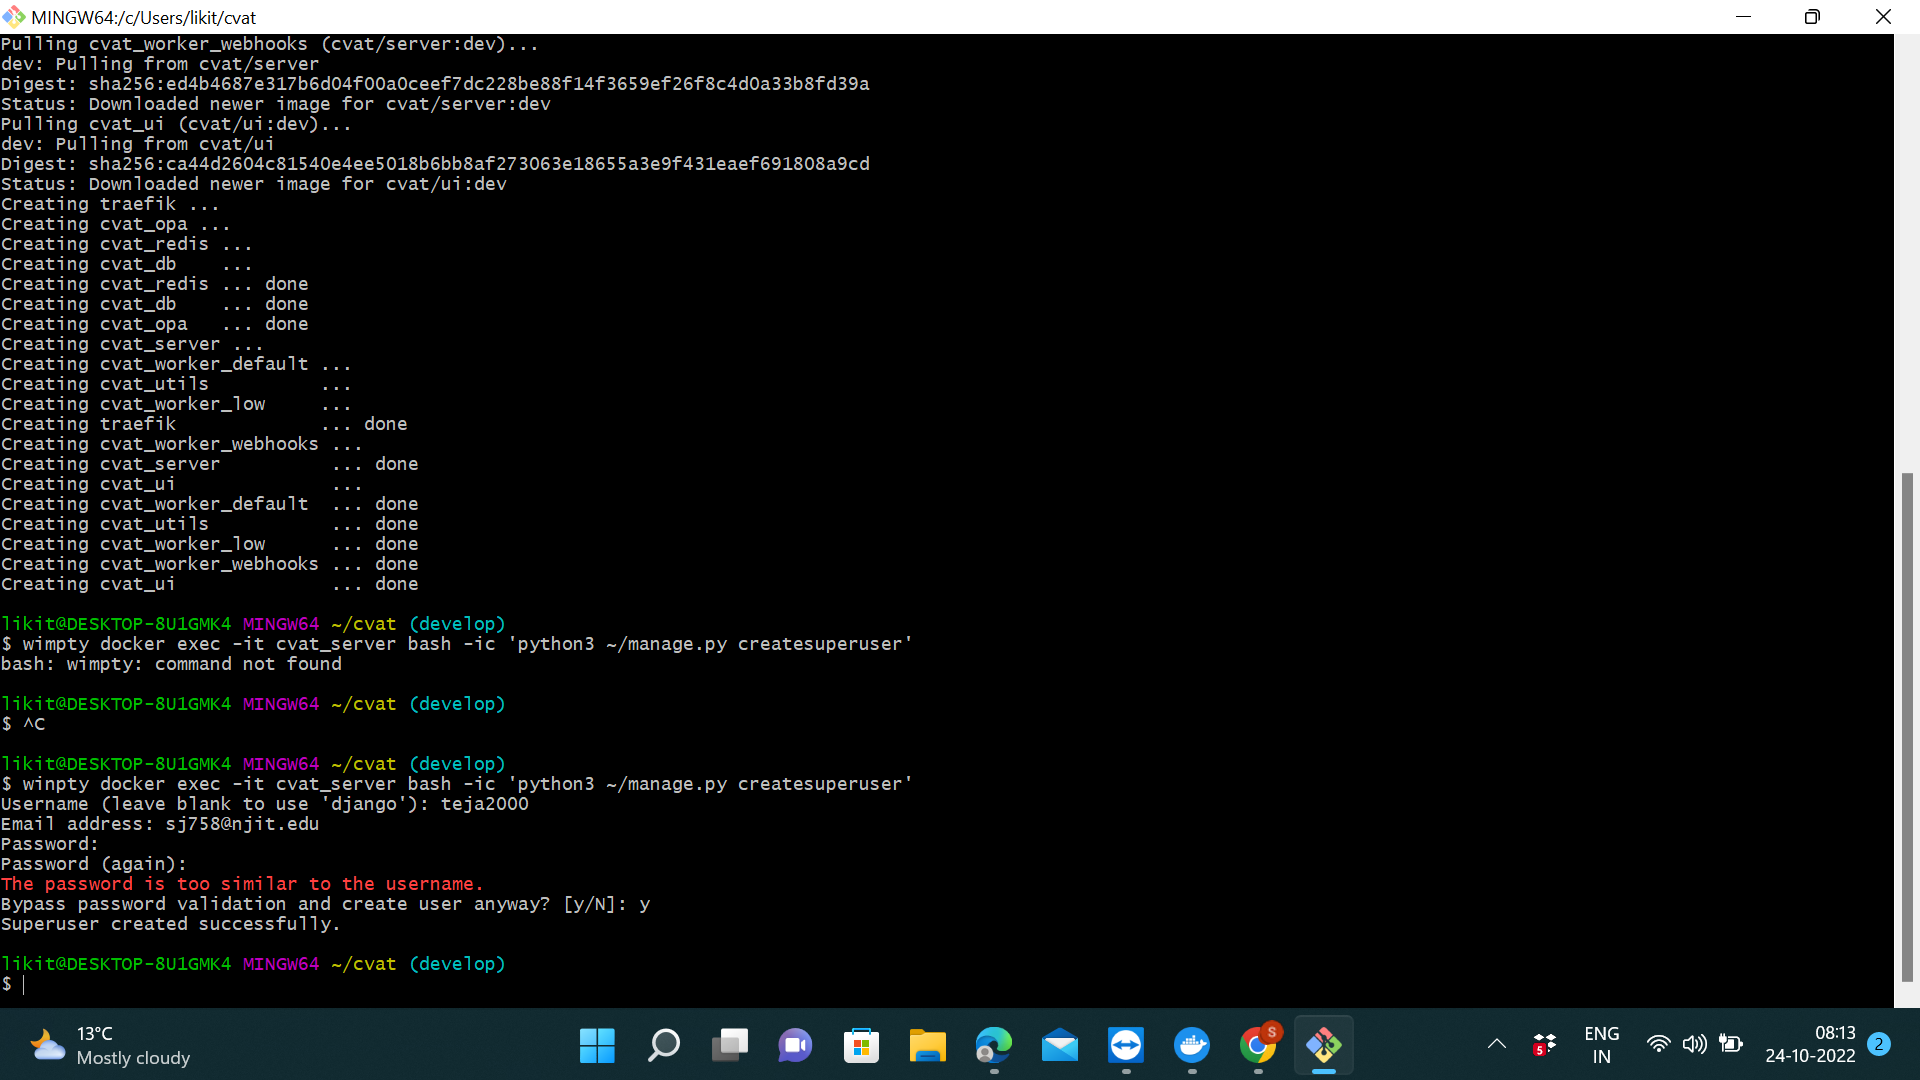 MINGW64:/c/Users/likit/cvat
Pulling cvat_worker_webhooks (cvat/server:dev)...
dev: Pulling from cvat/server
Digest: sha256:ed4b4687e317b6d04f00a0ceef7dc228be88f14f3659ef26f8c4d0a33b8fd39a
Status: Downloaded newer image for cvat/server:dev
Pulling cvat_ui (cvat/ui:dev)...
dev: Pulling from cvat/ui
Digest: sha256:ca44d2604c81540e4ee5018b6bb8af273063e18655a3e9f431eaef691808a9cd
Status: Downloaded newer image for cvat/ui:dev
Creating traefik ...
Creating cvat_opa ...
Creating cvat_redis ...
Creating cvat_db    ...
Creating cvat_redis ... done
Creating cvat_db    ... done
Creating cvat_opa   ... done
Creating cvat_server ...
Creating cvat_worker_default ...
Creating cvat_utils          ...
Creating cvat_worker_low     ...
Creating traefik             ... done
Creating cvat_worker_webhooks ...
Creating cvat_server          ... done
Creating cvat_ui              ...
Creating cvat_worker_default  ... done
Creating cvat_utils           ... done
Creating cvat_worker_low      ... done
Creating cvat_worker_webhooks ... done
Creating cvat_ui              ... done
likit@DESKTOP-8U1GMK4 MINGW64 ~/cvat (develop)
$ wimpty docker exec -it cvat_server bash -ic 'python3 ~/manage.py createsuperuser'
bash: wimpty: command not found
likit@DESKTOP-8U1GMK4 MINGW64 ~/cvat (develop)
$ ^C
likit@DESKTOP-8U1GMK4 MINGW64 ~/cvat (develop)
$ winpty docker exec -it cvat_server bash -ic 'python3 ~/manage.py createsuperuser'
Username (leave blank to use 'django'): teja2000
Email address: sj758@njit.edu
Password:
Password (again):
The password is too similar to the username.
Bypass password validation and create user anyway? [y/N]: y
Superuser created successfully.
likit@DESKTOP-8U1GMK4 MINGW64 ~/cvat (develop)
$
13°C
Mostly cloudy
S
5
ENG
IN
08:13
24-10-2022
2